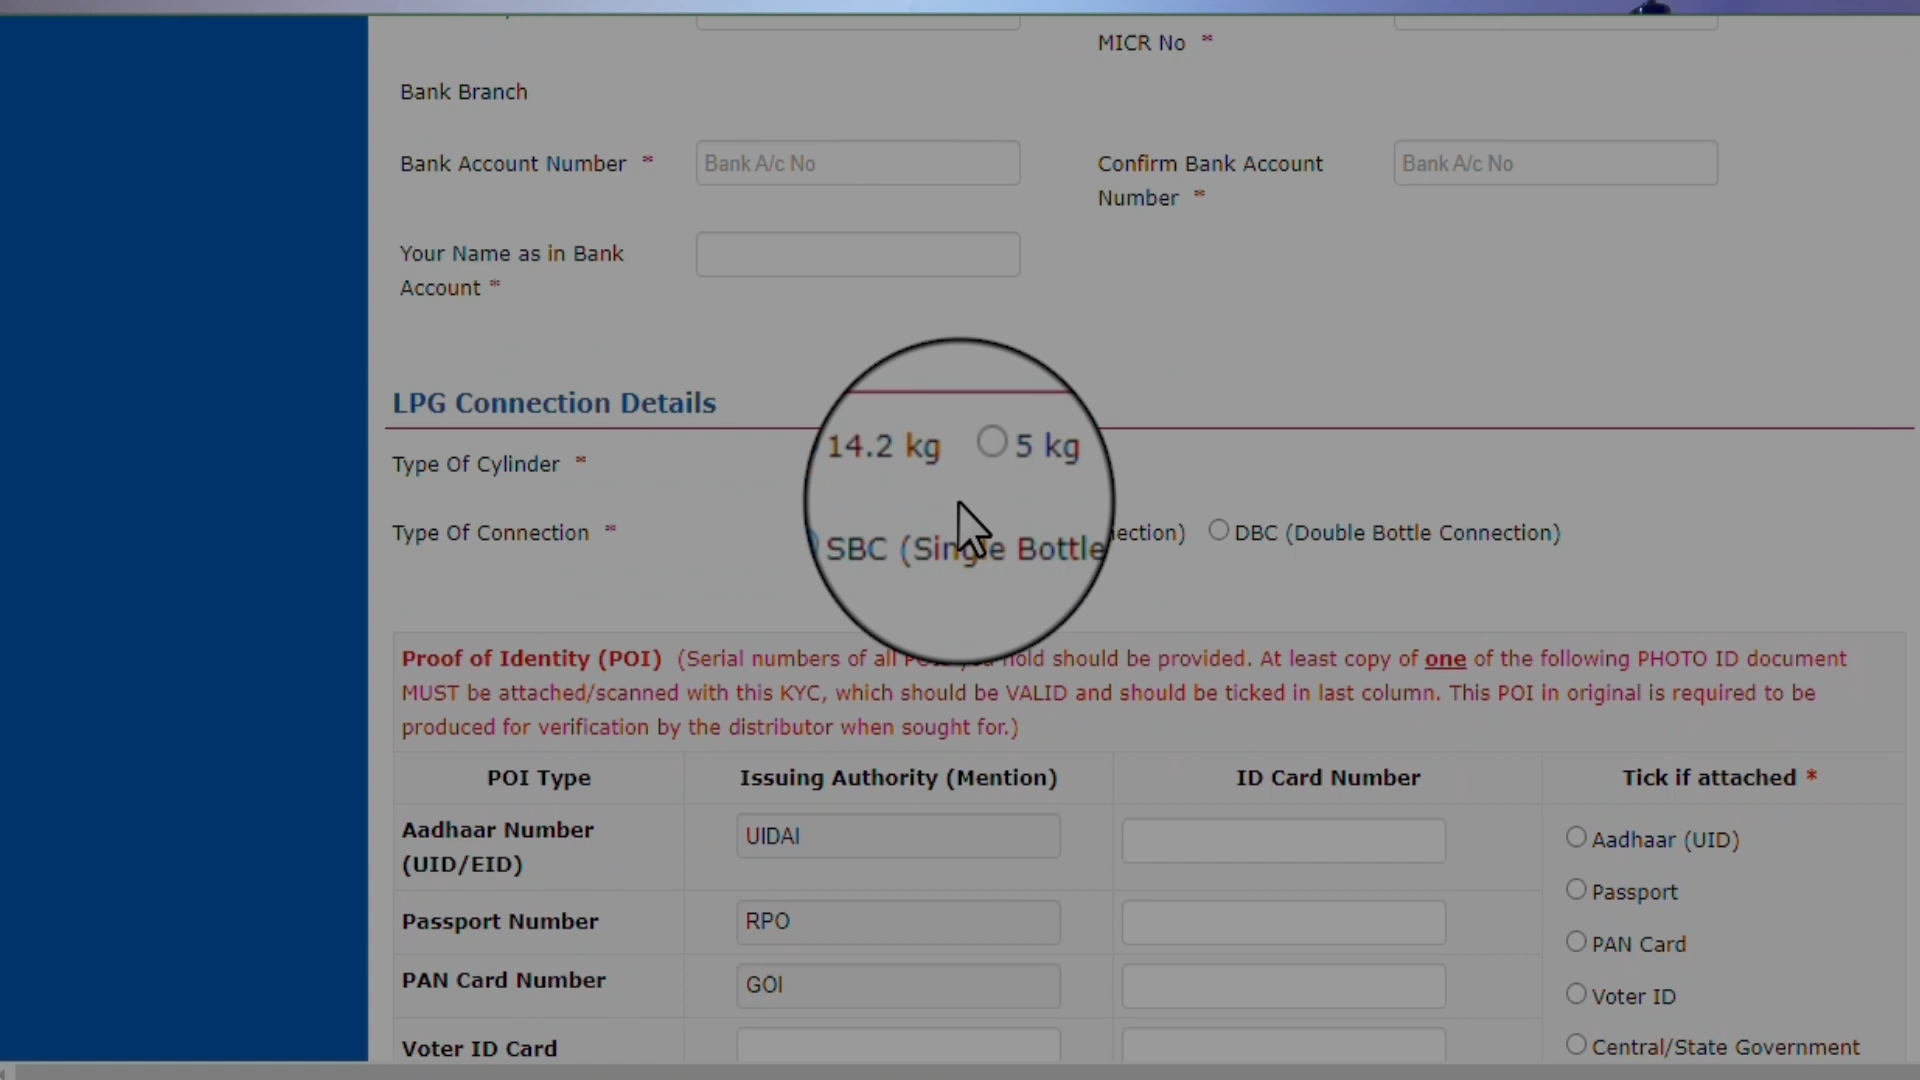 MICR No *
Bank Branch
Bank Account Number * Bank A/c No Confirm Bank Account Number * Bank A/c No
Your Name as in Bank Account *
LPG Connection Details
Type Of Cylinder * 14.2 kg 5 kg
Type Of Connection * SBC (Single Bottle ection) DBC (Double Bottle Connection)
Proof of Identity (POI) (Serial numbers of all hold should be provided. At least copy of one of the following PHOTO ID document
MUST be attached/scanned with this KYC, which should be VALID and should be ticked in last column. This POI in original is required to be
produced for verification by the distributor when sought for.)
POI Type Issuing Authority (Mention) ID Card Number Tick if attached *
Aadhaar Number (UID/EID) UIDAI Aadhaar (UID)
Passport
Passport Number RPO
PAN Card
PAN Card Number GOI
Voter ID
Voter ID Card
Central/State Government